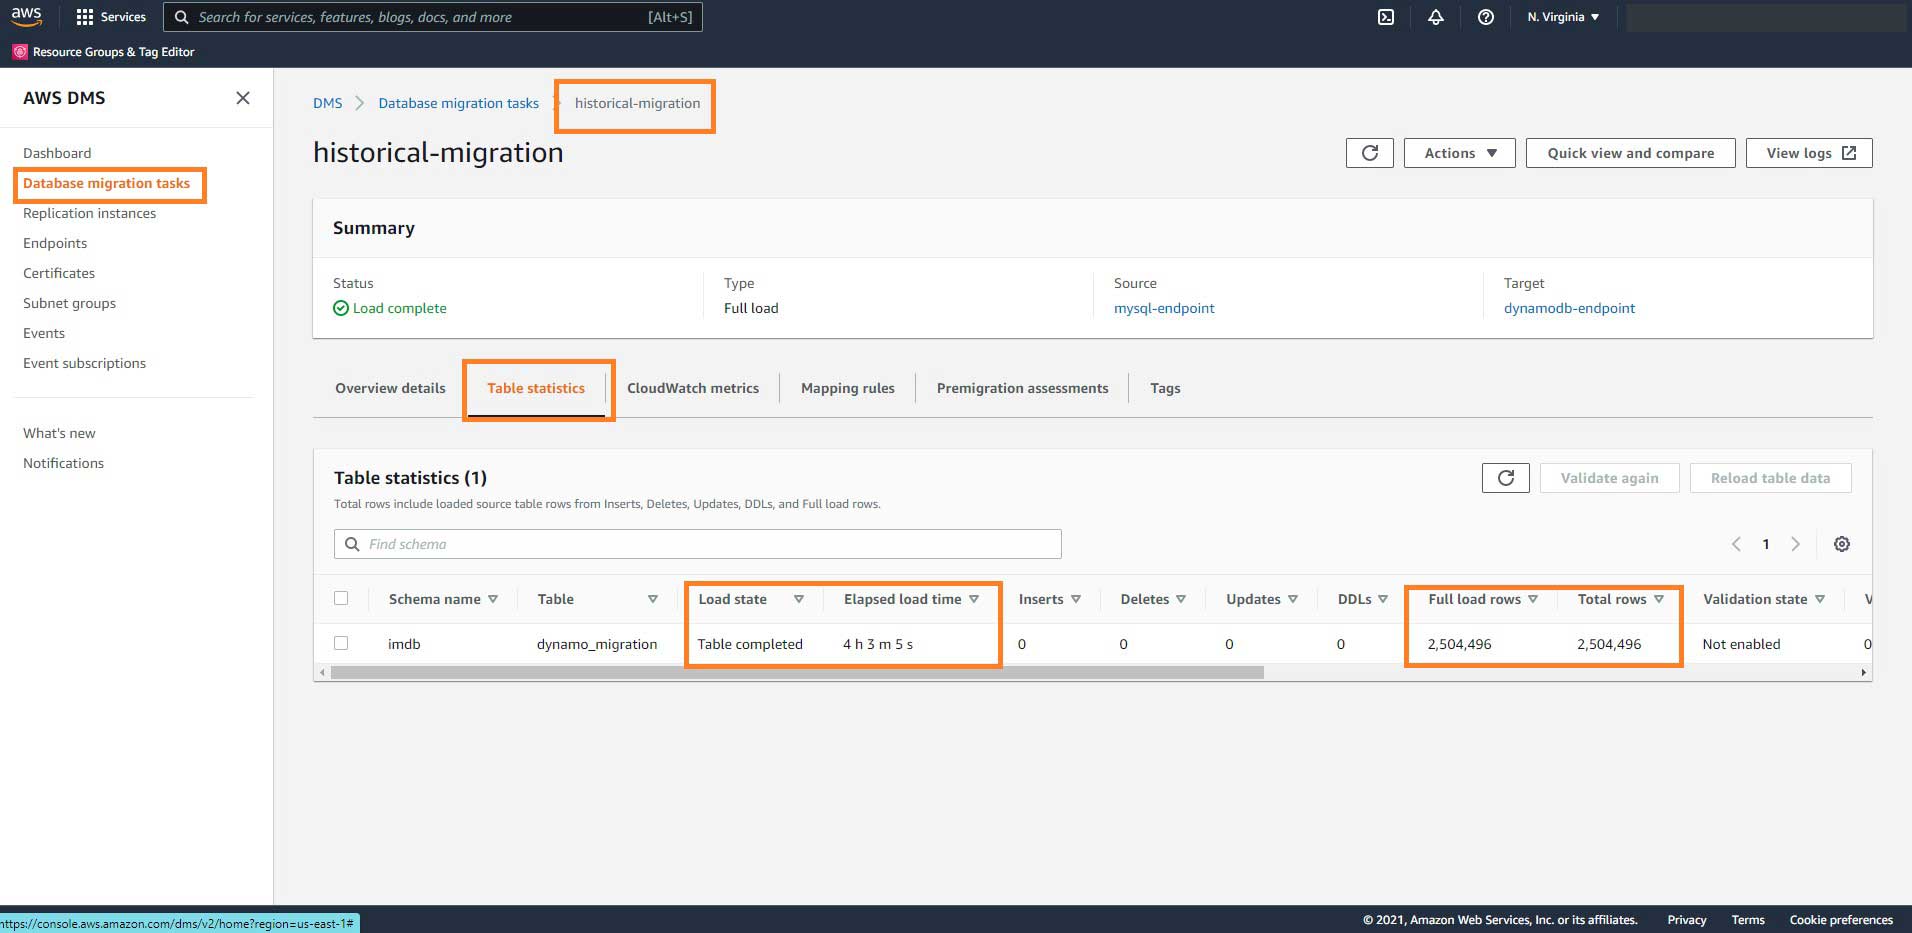 aws Services Search for services, features, blogs, docs, and more [Alt+S] N. Virginia
Resource Groups & Tag Editor
AWS DMS
Dashboard
Database migration tasks
Replication instances
Endpoints
Certificates
Subnet groups
Events
Event subscriptions
What's new
Notifications
DMS Database migration tasks historical-migration
historical-migration Actions Quick view and compare View logs
Summary
Status Type Source Target
Load complete Full load mysql-endpoint dynamodb-endpoint
Overview details Table statistics CloudWatch metrics Mapping rules Premigration assessments Tags
Table statistics (1) Validate again Reload table data
Total rows include loaded source table rows from Inserts, Deletes, Updates, DDLs, and Full load rows.
Find schema 1
Schema name Table Load state Elapsed load time Inserts Deletes Updates DDLs Full load rows Total rows Validation state V
imdb dynamo_migration Table completed 4 h 3 m 5 s 0 0 0 0 2,504,496 2,504,496 Not enabled 0
https://console.aws.amazon.com/dms/v2/home?region=us-east-1# © 2021, Amazon Web Services, Inc. or its affiliates. Privacy Terms Cookie preferences